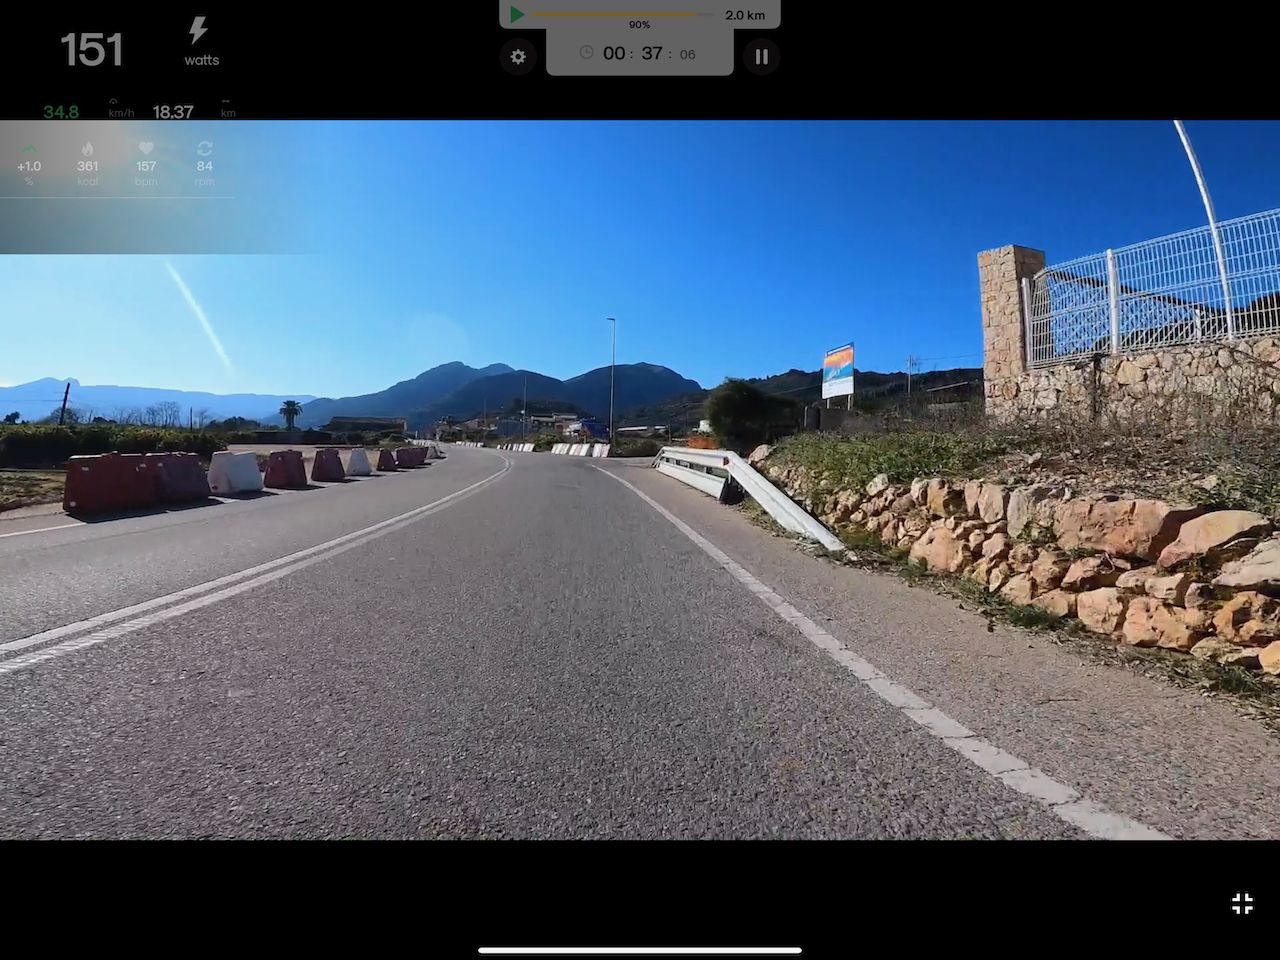 2.0 km
90%
00 : 37 : 06
151
watts
34.8 km/h 18.37 km
+1.0 361 157 84
% kcal bpm rpm